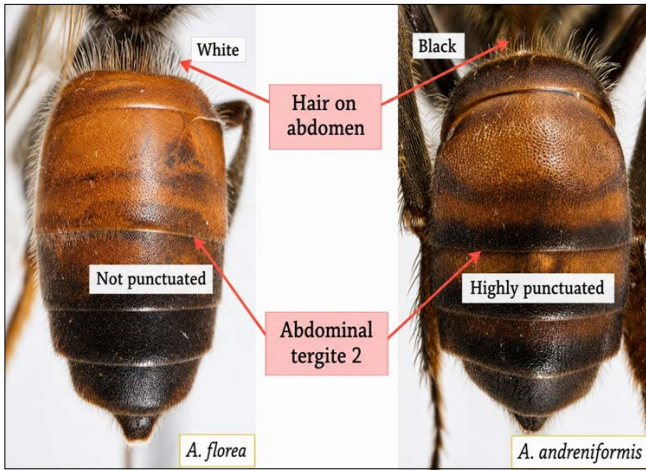 White
Black
Hair on
abdomen
Not punctuated
Highly punctuated
Abdominal
tergite 2
A. florea
A. andreniformis